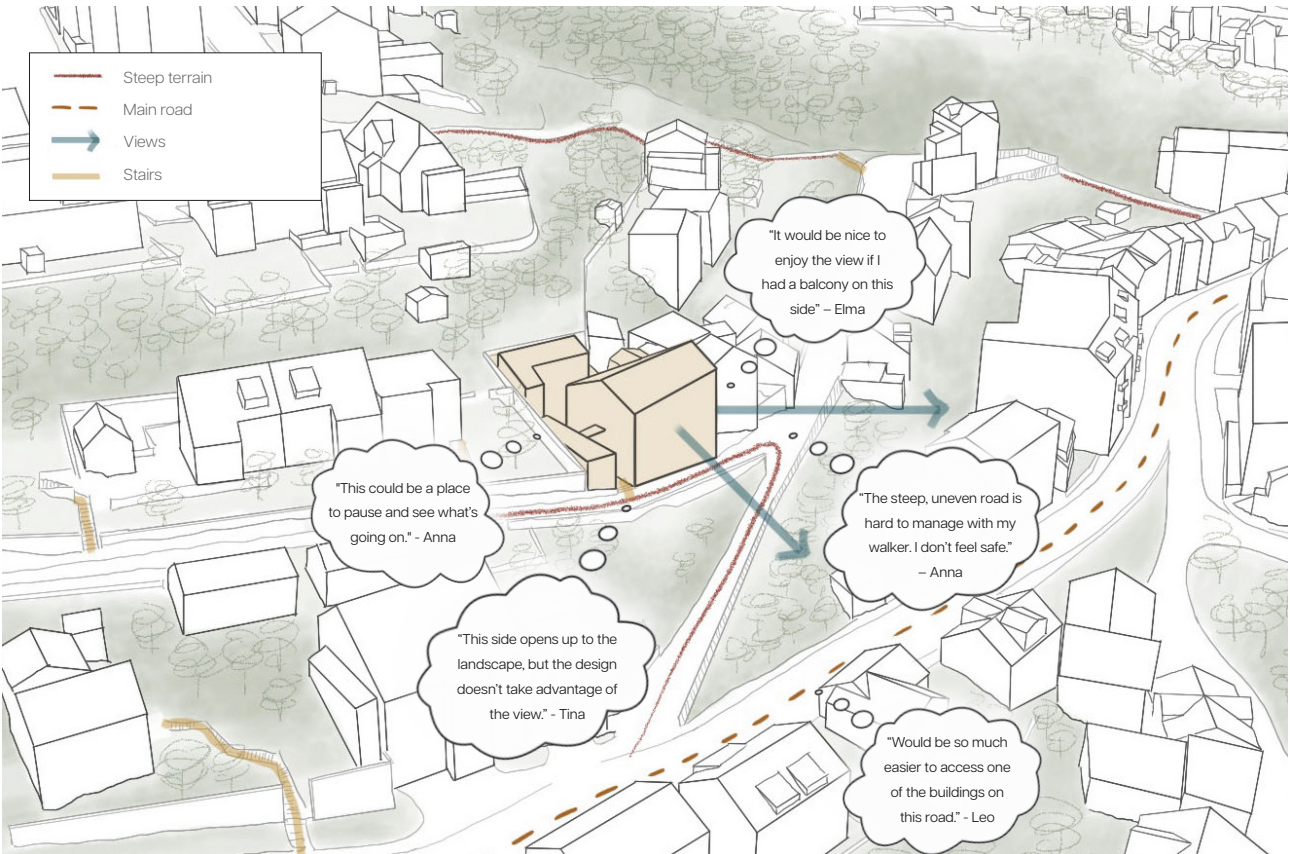 Steep terrain
Main road
Views
Stairs
"It would be nice to
enjoy the view if I
had a balcony on this
side” – Elma
"This could be a place
to pause and see what’s
going on." - Anna
“The steep, uneven road is
hard to manage with my
walker. I don’t feel safe.”
– Anna
“This side opens up to the
landscape, but the design
doesn’t take advantage of
the view.” - Tina
“Would be so much
easier to access one
of the buildings on
this road.” - Leo